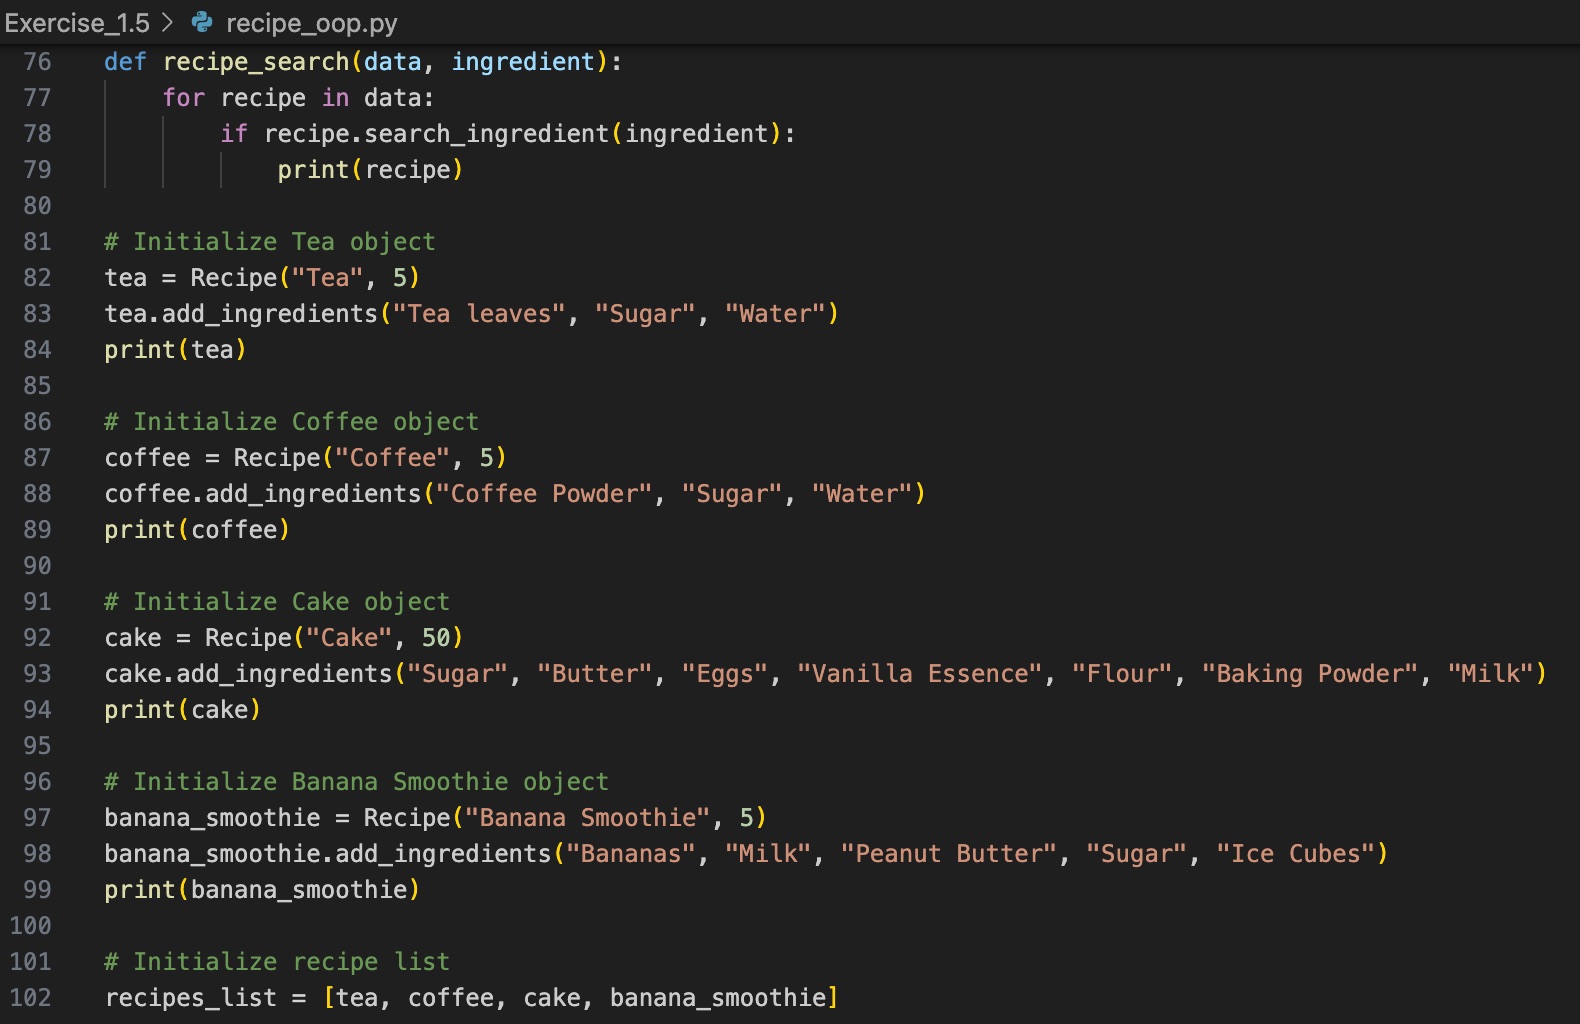 Exercise_1.5 > recipe_oop.py
76 def recipe_search(data, ingredient):
77     for recipe in data:
78         if recipe.search_ingredient(ingredient):
79             print(recipe)
80
81 # Initialize Tea object
82 tea = Recipe("Tea", 5)
83 tea.add_ingredients("Tea leaves", "Sugar", "Water")
84 print(tea)
85
86 # Initialize Coffee object
87 coffee = Recipe("Coffee", 5)
88 coffee.add_ingredients("Coffee Powder", "Sugar", "Water")
89 print(coffee)
90
91 # Initialize Cake object
92 cake = Recipe("Cake", 50)
93 cake.add_ingredients("Sugar", "Butter", "Eggs", "Vanilla Essence", "Flour", "Baking Powder", "Milk")
94 print(cake)
95
96 # Initialize Banana Smoothie object
97 banana_smoothie = Recipe("Banana Smoothie", 5)
98 banana_smoothie.add_ingredients("Bananas", "Milk", "Peanut Butter", "Sugar", "Ice Cubes")
99 print(banana_smoothie)
100
101 # Initialize recipe list
102 recipes_list = [tea, coffee, cake, banana_smoothie]